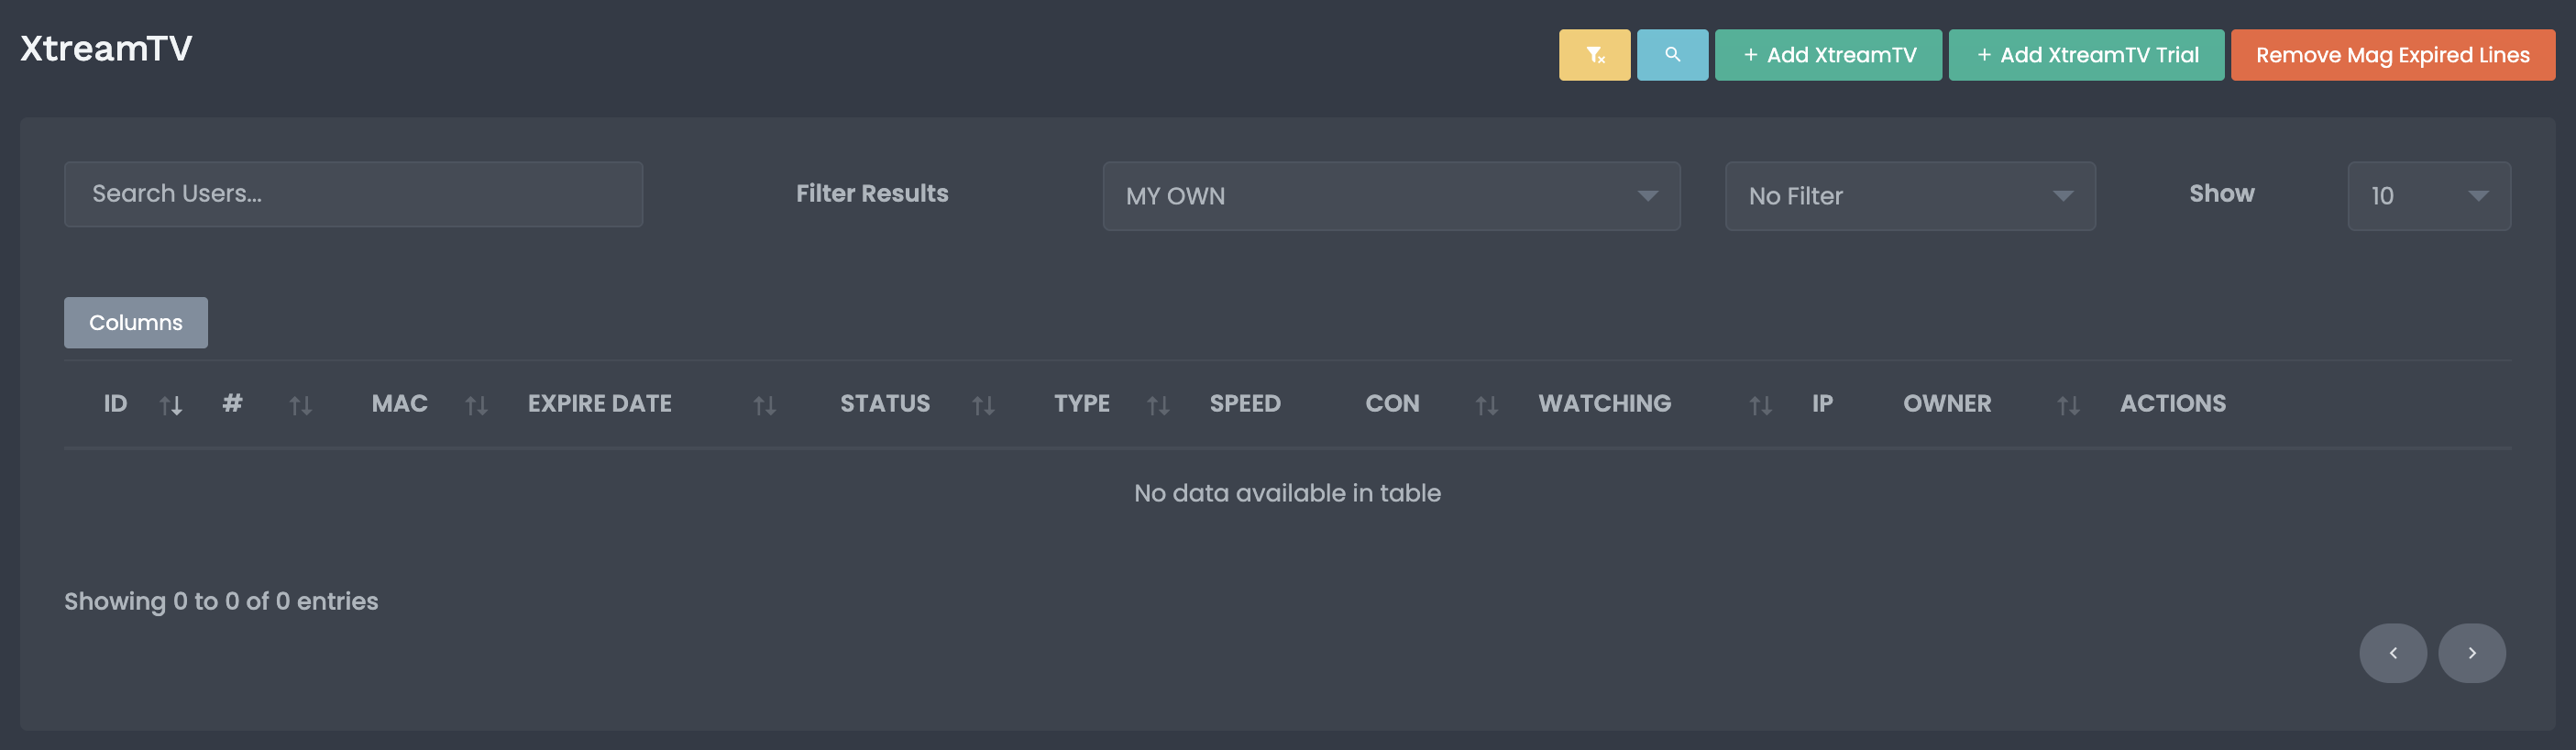 XtreamTV
+ Add XtreamTV
+ Add XtreamTV Trial
Remove Mag Expired Lines
Search Users...
Filter Results
MY OWN
No Filter
Show
10
Columns
ID # MAC EXPIRE DATE STATUS TYPE SPEED CON WATCHING IP OWNER ACTIONS
No data available in table
Showing 0 to 0 of 0 entries